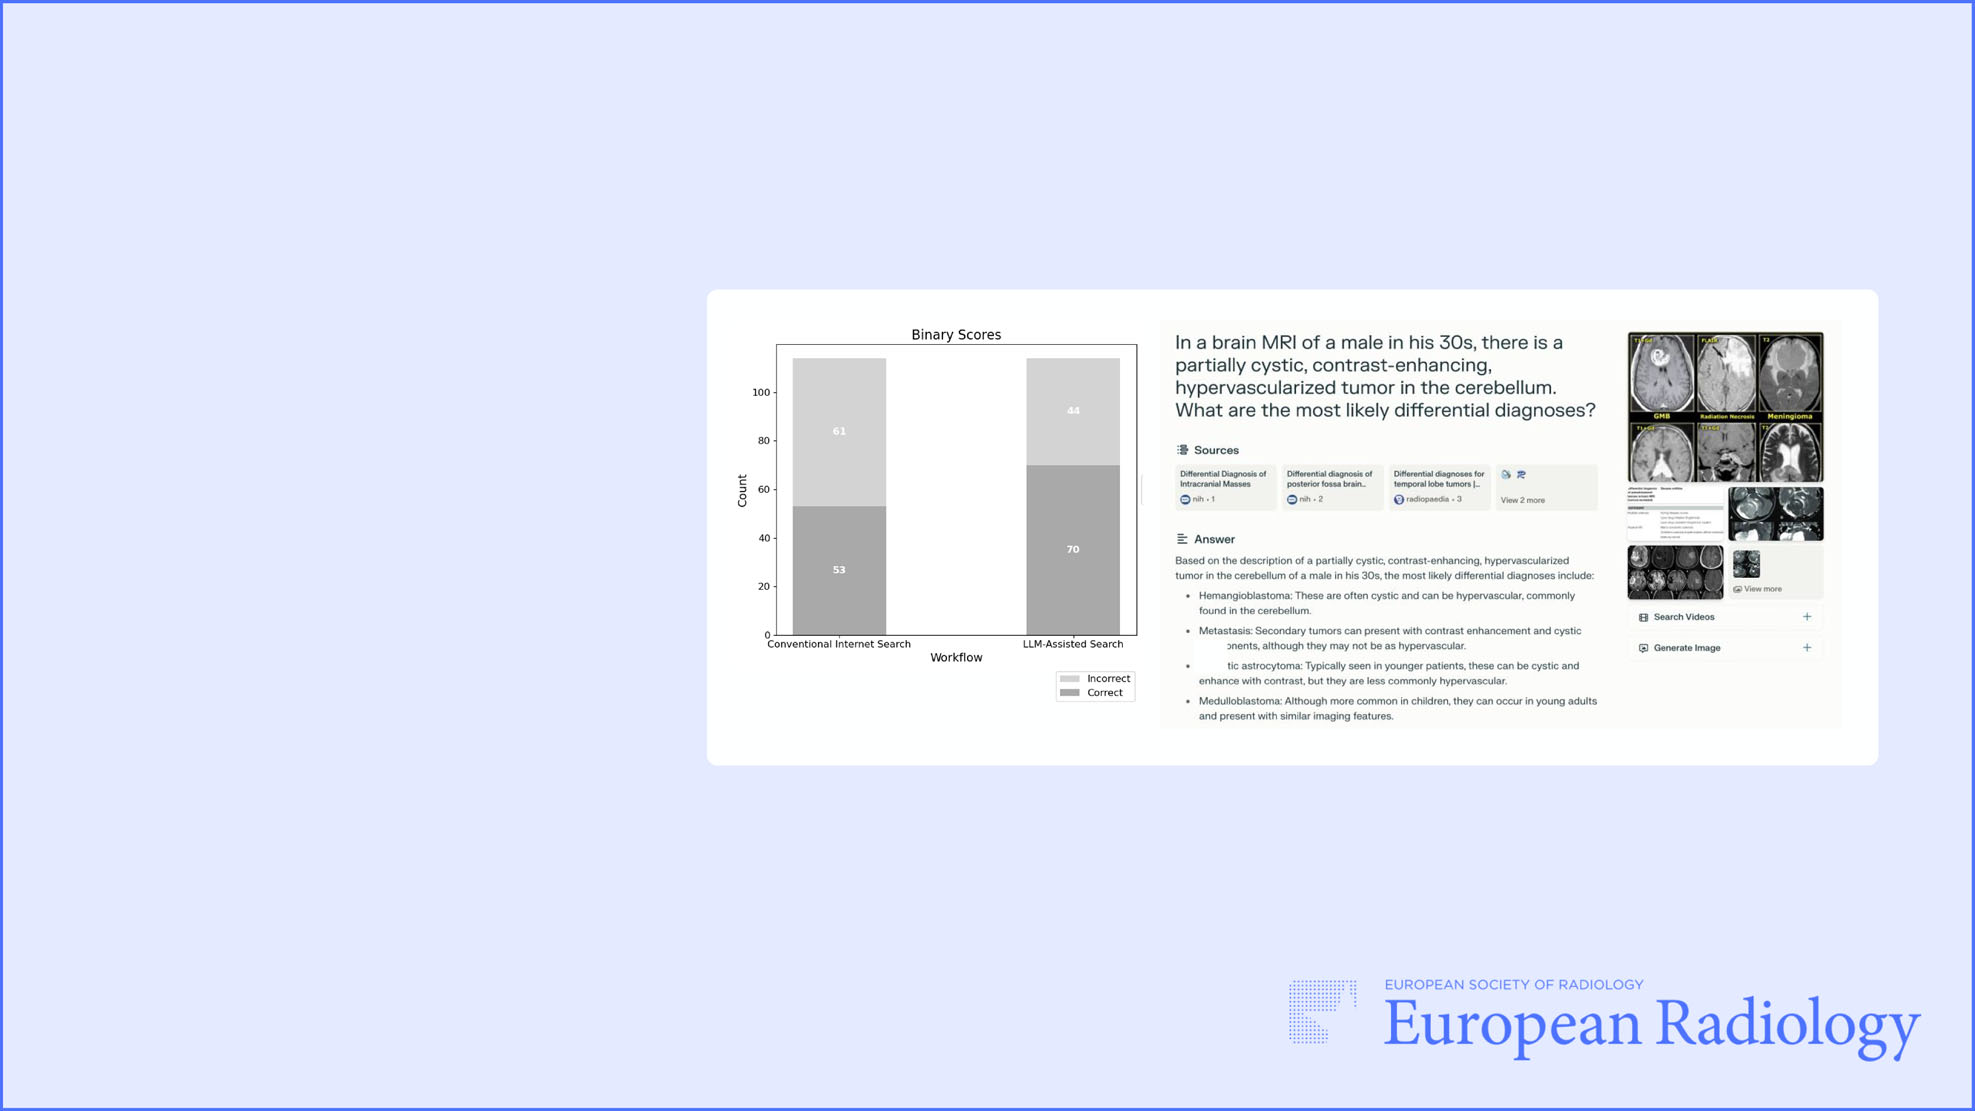 Binary Scores
Count
100
80
60
40
20
0
61
53
44
70
Conventional Internet Search
LLM-Assisted Search
Workflow
Incorrect
Correct
In a brain MRI of a male in his 30s, there is a
partially cystic, contrast-enhancing,
hypervascularized tumor in the cerebellum.
What are the most likely differential diagnoses?
Sources
Differential Diagnosis of
Intracranial Masses
nih • 1
Differential diagnosis of
posterior fossa brain..
nih • 2
Differential diagnoses for
temporal lobe tumors |..
radiopaedia • 3
View 2 more
Answer
Based on the description of a partially cystic, contrast-enhancing, hypervascularized
tumor in the cerebellum of a male in his 30s, the most likely differential diagnoses include:
• Hemangioblastoma: These are often cystic and can be hypervascular, commonly
found in the cerebellum.
• Metastasis: Secondary tumors can present with contrast enhancement and cystic
onents, although they may not be as hypervascular.
• tic astrocytoma: Typically seen in younger patients, these can be cystic and
enhance with contrast, but they are less commonly hypervascular.
• Medulloblastoma: Although more common in children, they can occur in young adults
and present with similar imaging features.
T1+Gd
FLAIR
T2
GMB
Radiation Necrosis
Meningioma
T1+Gd
T1+Gd
T2
View more
Search Videos
Generate Image
EUROPEAN SOCIETY OF RADIOLOGY
European Radiology